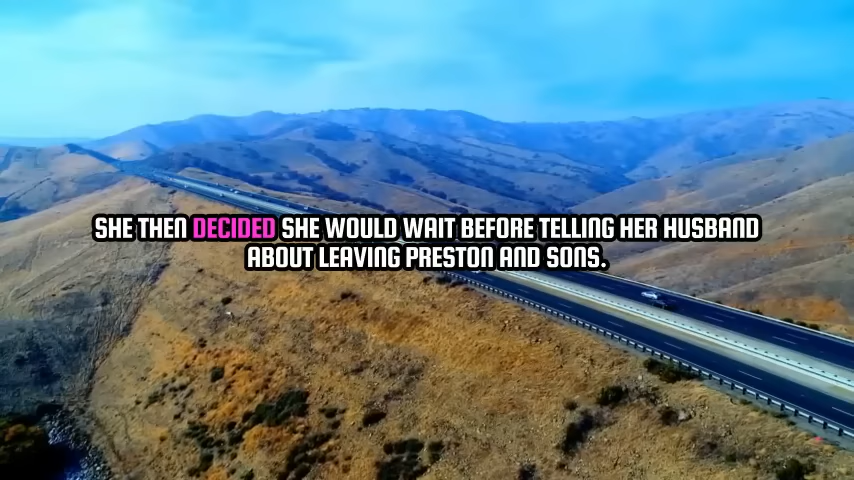 SHE THEN DECIDED SHE WOULD WAIT BEFORE TELLING HER HUSBAND
ABOUT LEAVING PRESTON AND SONS.